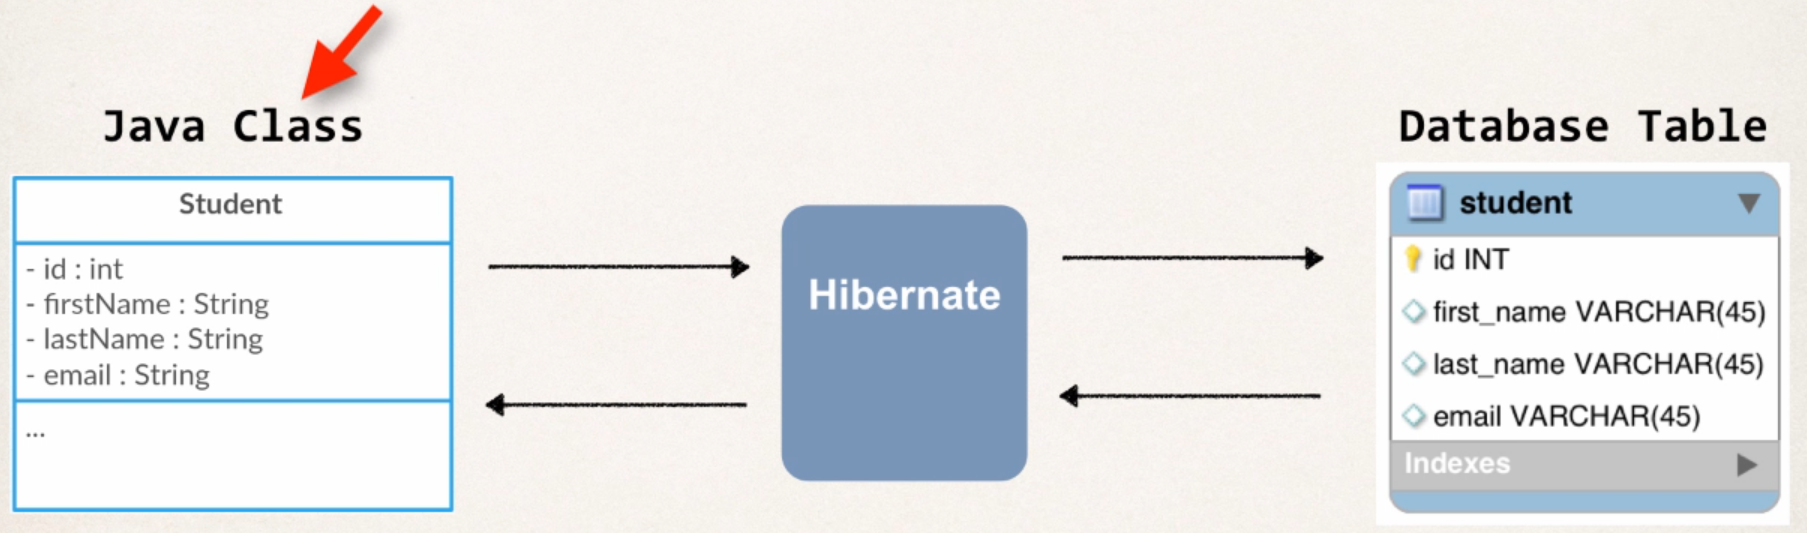 Java Class
Student
- id : int
- firstName : String
- lastName : String
- email : String
...
Hibernate
Database Table
student
id INT
first_name VARCHAR(45)
last_name VARCHAR(45)
email VARCHAR(45)
Indexes